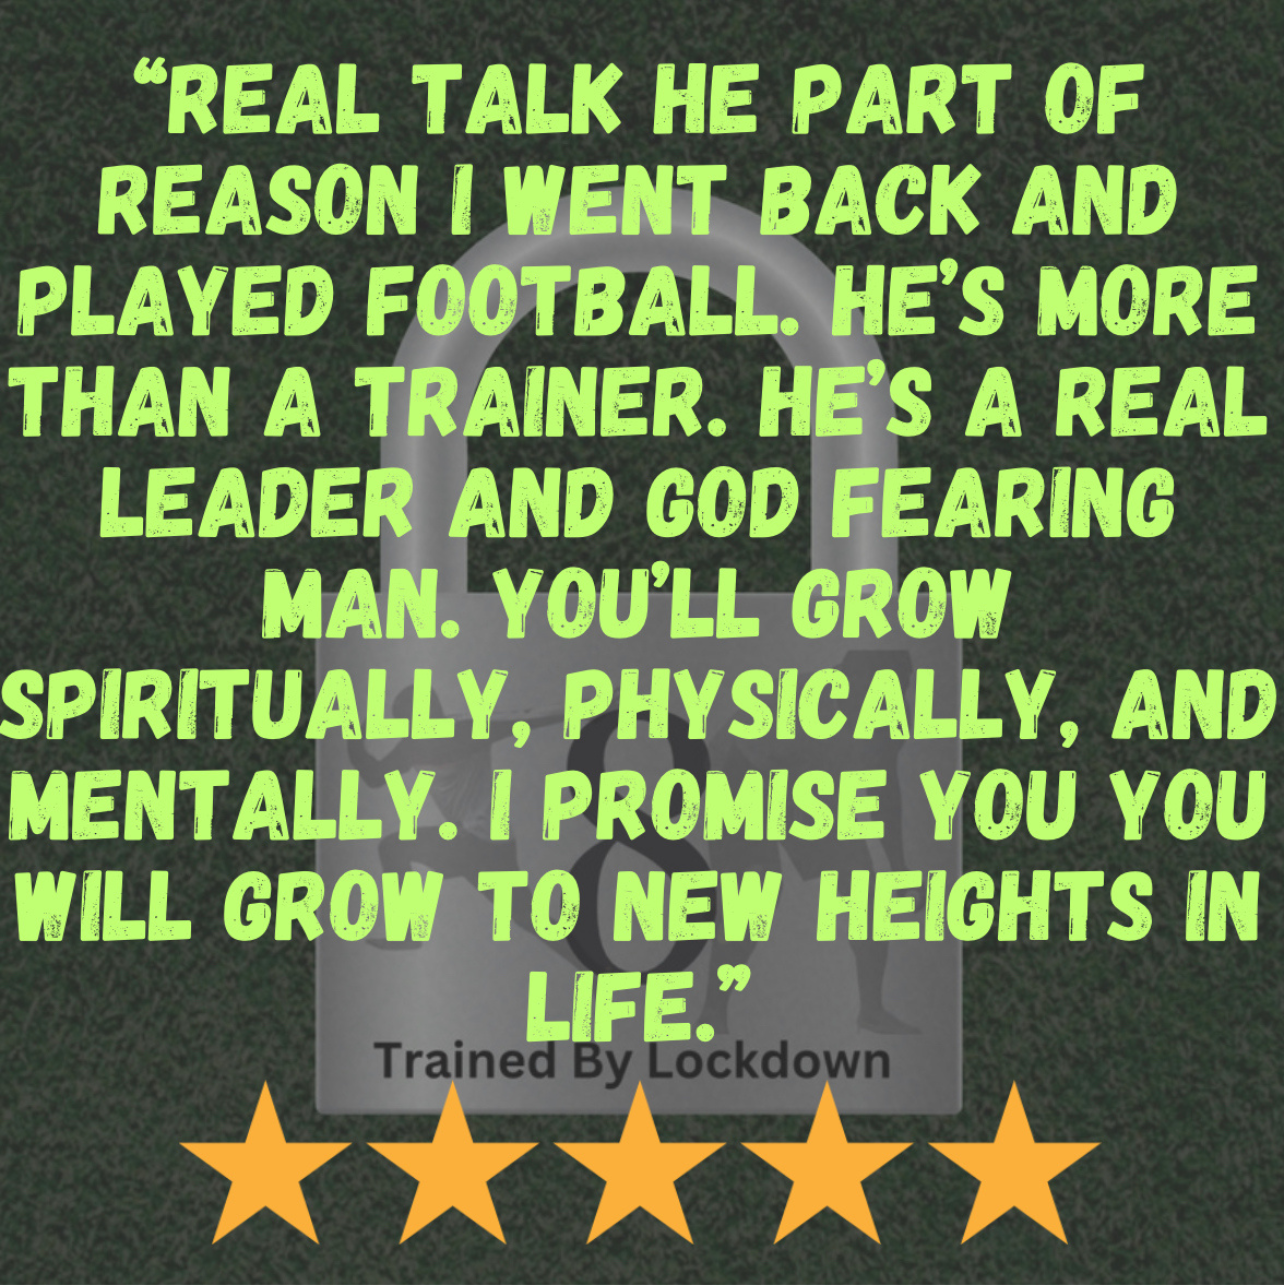 “REAL TALK HE PART OF
REASON I WENT BACK AND
PLAYED FOOTBALL. HE’S MORE
THAN A TRAINER. HE’S A REAL
LEADER AND GOD FEARING
MAN. YOU’LL GROW
SPIRITUALLY, PHYSICALLY, AND
MENTALLY. I PROMISE YOU YOU
WILL GROW TO NEW HEIGHTS IN
LIFE.”
8
Trained By Lockdown